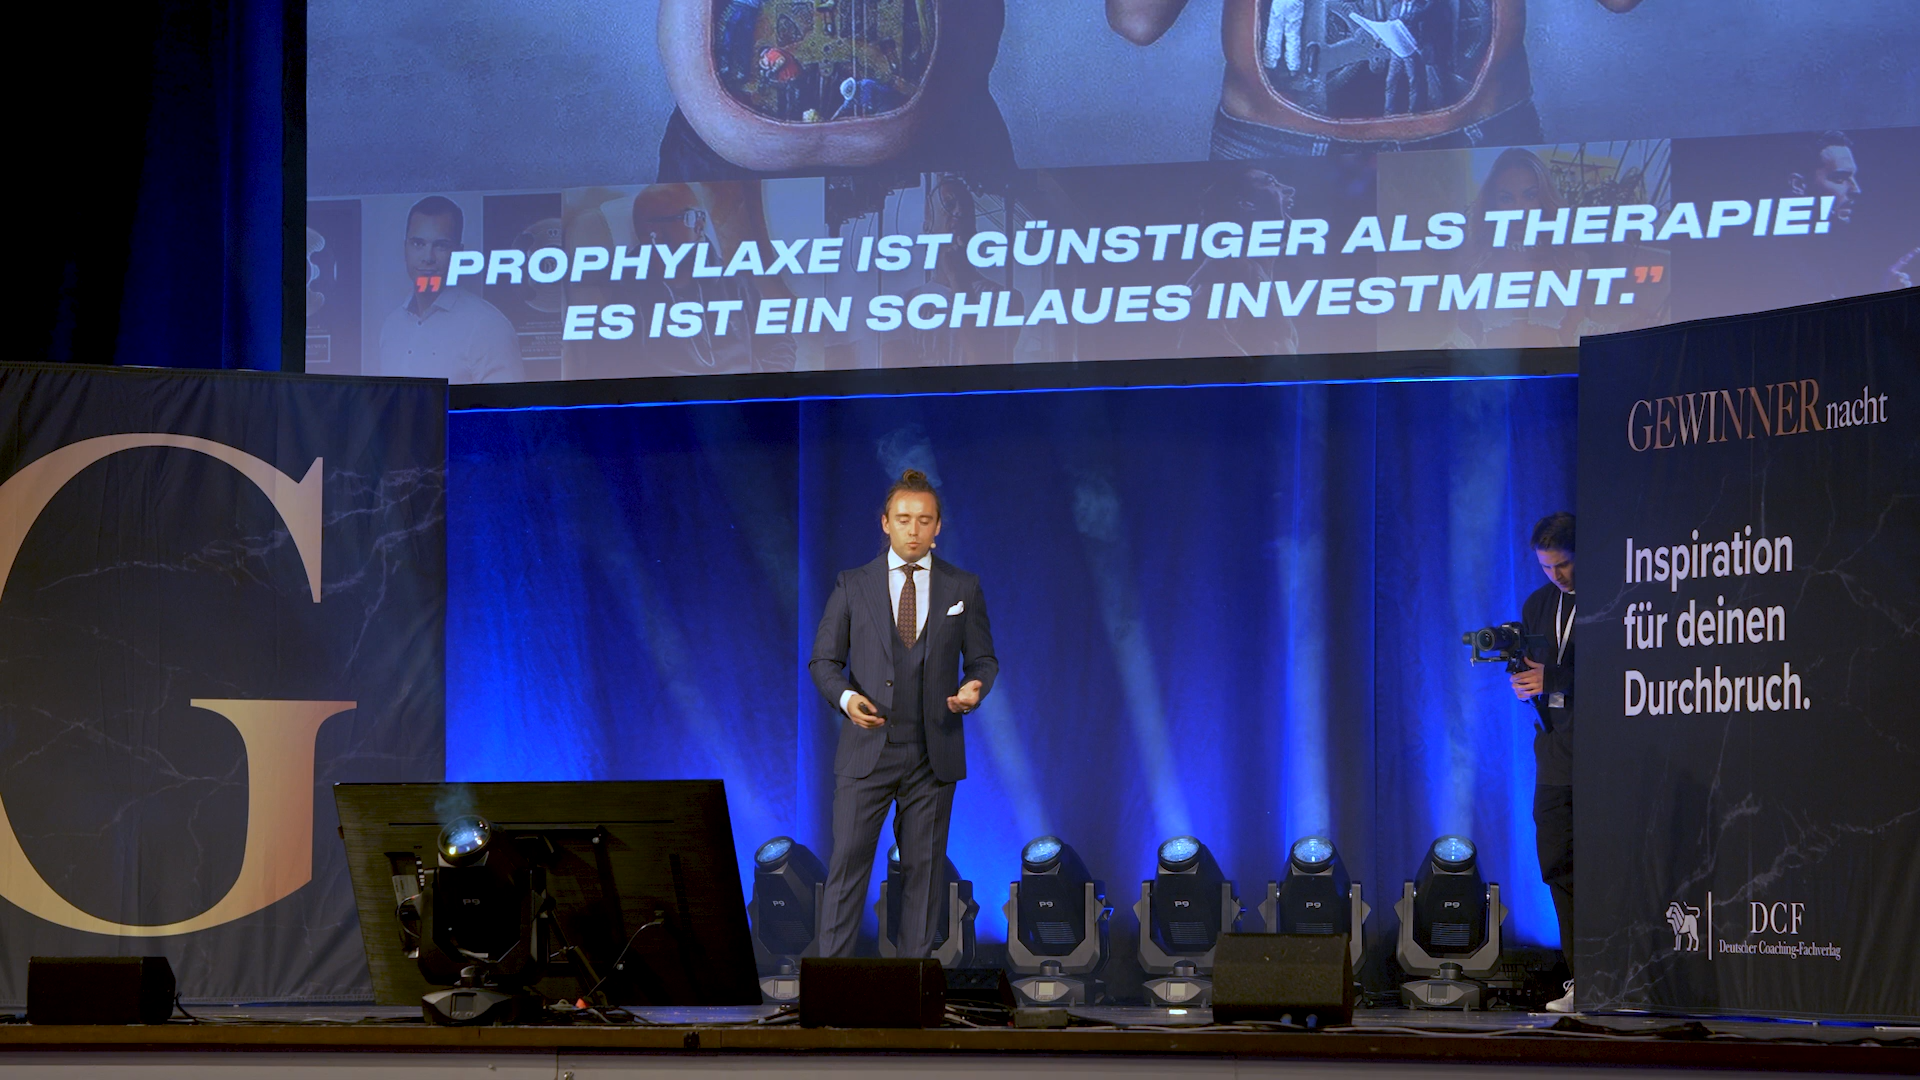 „PROPHYLAXE IST GÜNSTIGER ALS THERAPIE!
ES IST EIN SCHLAUES INVESTMENT.”
GEWINNERnacht
Inspiration
für deinen
Durchbruch.
DCF
Deutscher Coaching-Fachverlag
G
P9
P9
P9
P9
P9